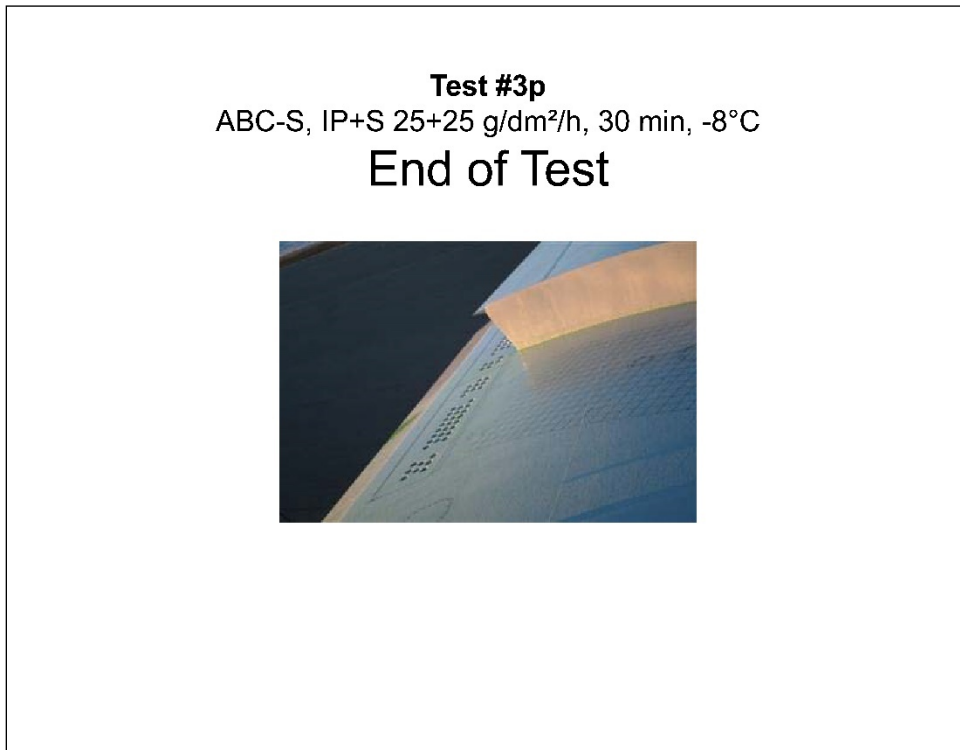 Test #3p
ABC-S, IP+S 25+25 g/dm²/h, 30 min, -8°C
End of Test